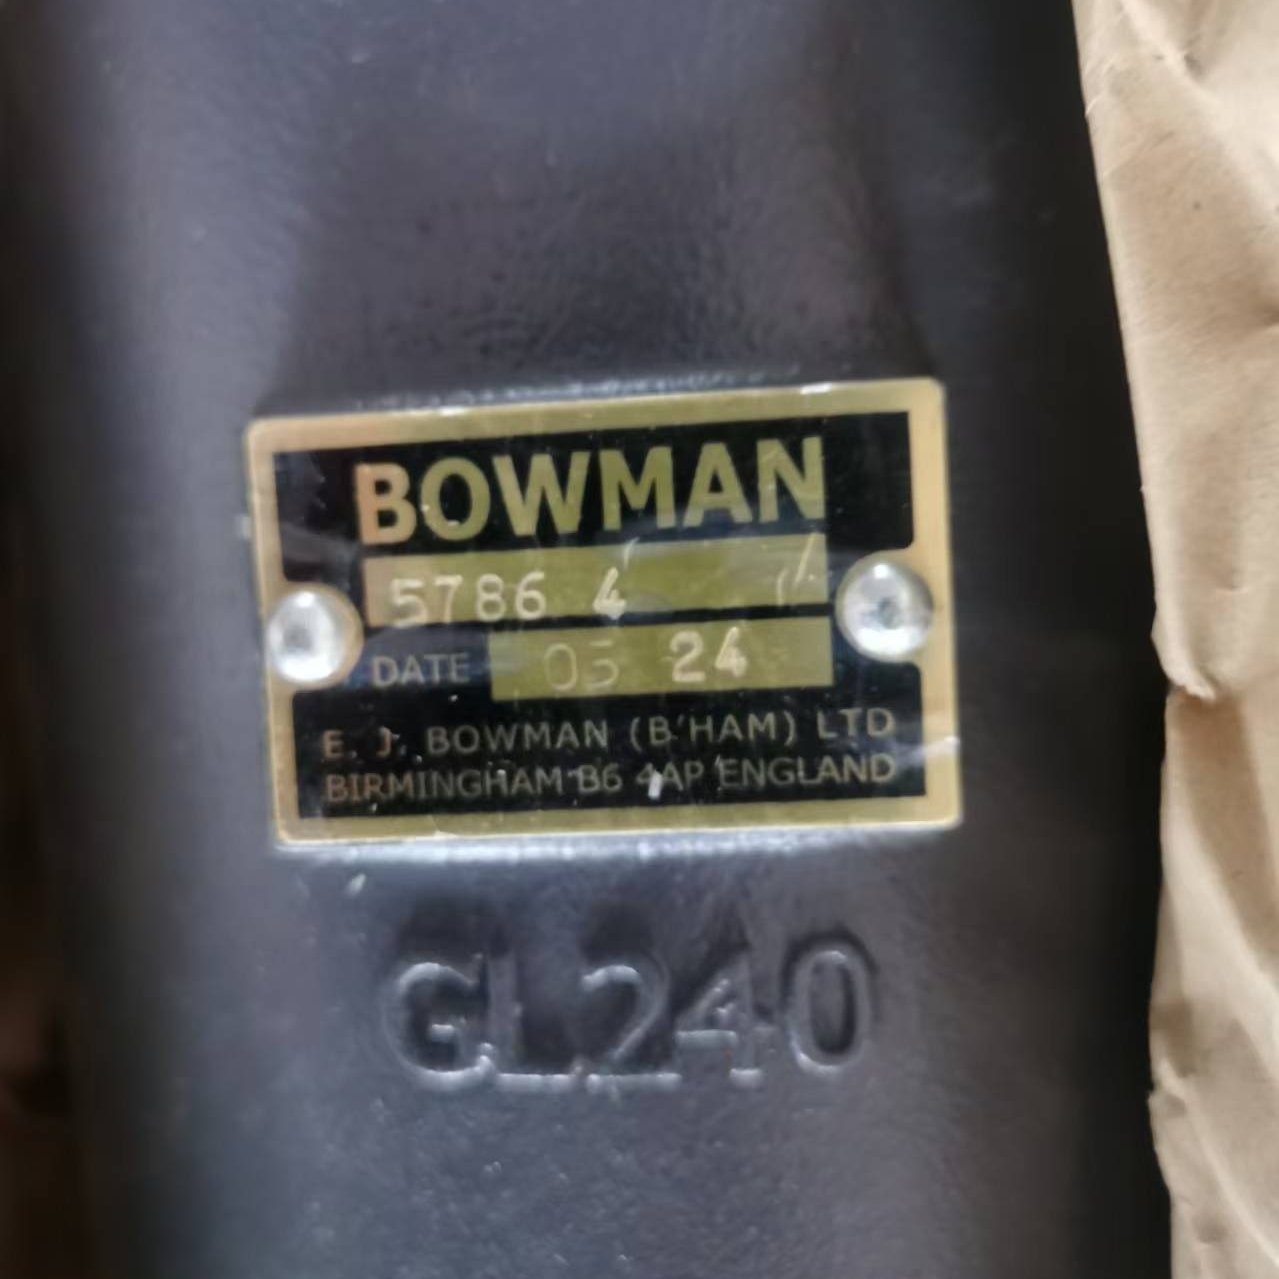 BOWMAN
5786 4
DATE 05 24
E. J. BOWMAN (B'HAM) LTD
BIRMINGHAM B6 4AP ENGLAND
GL240